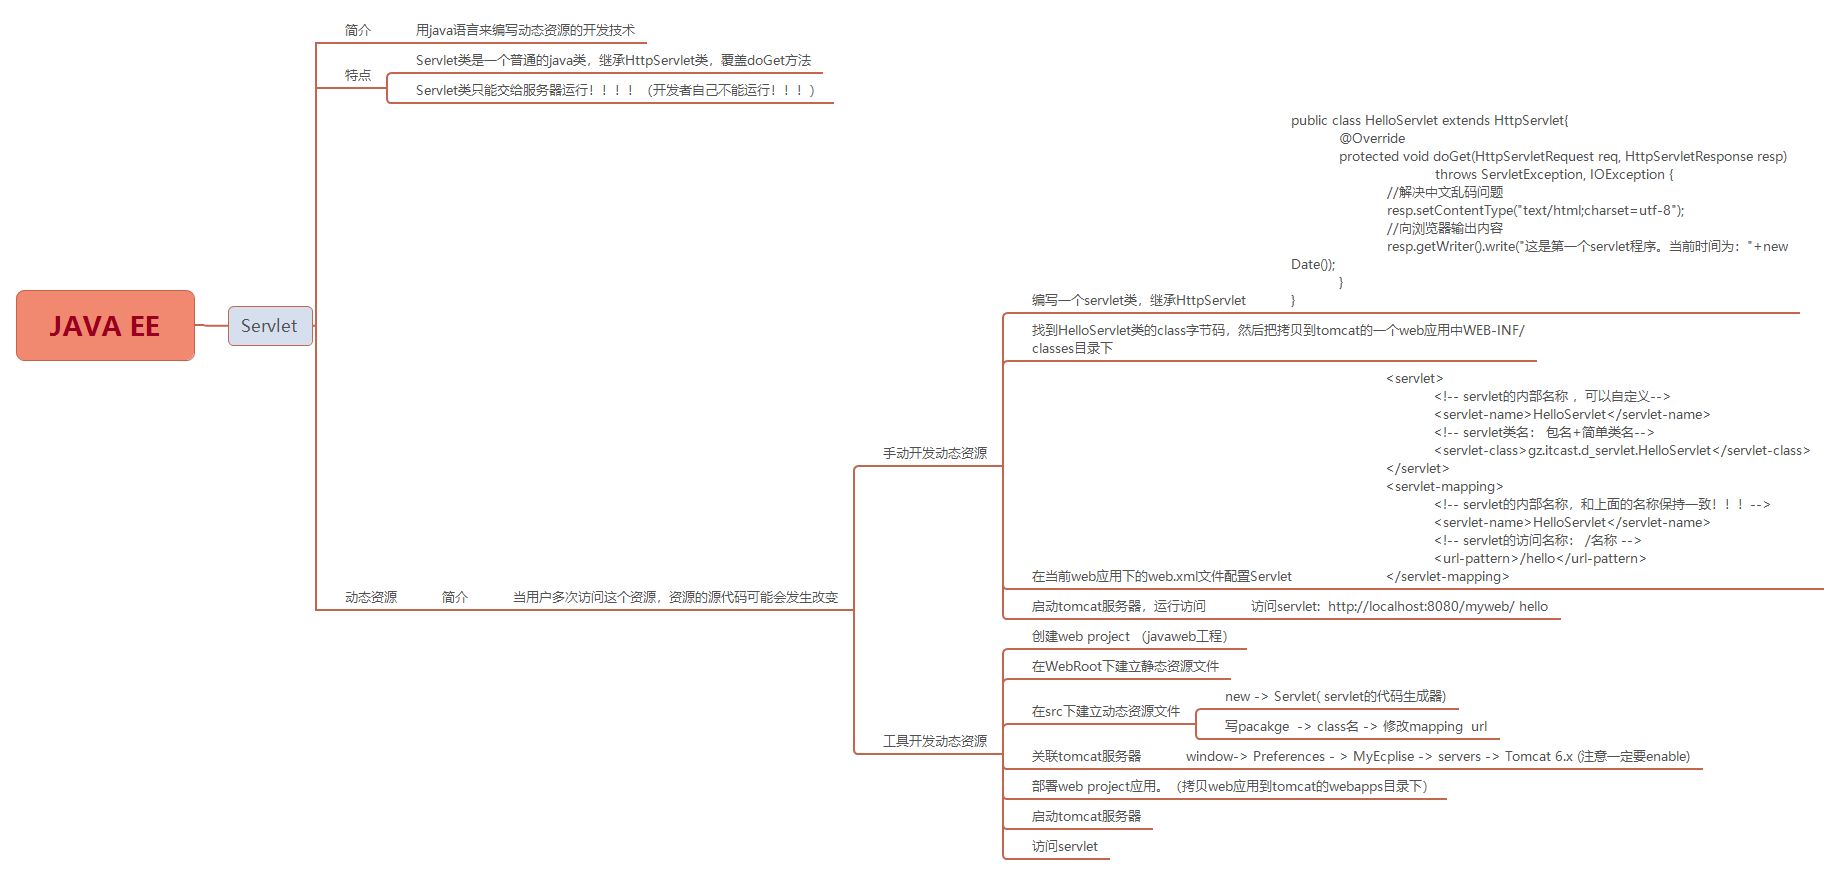 JAVA EE
Servlet
简介
用java语言来编写动态资源的开发技术
特点
Servlet类是一个普通的java类，继承HttpServlet类，覆盖doGet方法
Servlet类只能交给服务器运行！！！！（开发者自己不能运行！！！）
动态资源
简介
当用户多次访问这个资源，资源的源代码可能会发生改变
手动开发动态资源
编写一个servlet类，继承HttpServlet
public class HelloServlet extends HttpServlet{
@Override
protected void doGet(HttpServletRequest req, HttpServletResponse resp)
throws ServletException, IOException {
//解决中文乱码问题
resp.setContentType("text/html;charset=utf-8");
//向浏览器输出内容
resp.getWriter().write("这是第一个servlet程序。当前时间为："+new
Date());
}
}
找到HelloServlet类的class字节码，然后把拷贝到tomcat的一个web应用中WEB-INF/
classes目录下
在当前web应用下的web.xml文件配置Servlet
<servlet>
<!-- servlet的内部名称 ，可以自定义-->
<servlet-name>HelloServlet</servlet-name>
<!-- servlet类名： 包名+简单类名-->
<servlet-class>gz.itcast.d_servlet.HelloServlet</servlet-class>
</servlet>
<servlet-mapping>
<!-- servlet的内部名称，和上面的名称保持一致！！！-->
<servlet-name>HelloServlet</servlet-name>
<!-- servlet的访问名称： /名称 -->
<url-pattern>/hello</url-pattern>
</servlet-mapping>
启动tomcat服务器，运行访问
访问servlet: http://localhost:8080/myweb/ hello
工具开发动态资源
创建web project （javaweb工程）
在WebRoot下建立静态资源文件
在src下建立动态资源文件
new -> Servlet( servlet的代码生成器)
写pacakge -> class名 -> 修改mapping url
关联tomcat服务器
window-> Preferences - > MyEcplise -> servers -> Tomcat 6.x (注意一定要enable)
部署web project应用。（拷贝web应用到tomcat的webapps目录下）
启动tomcat服务器
访问servlet